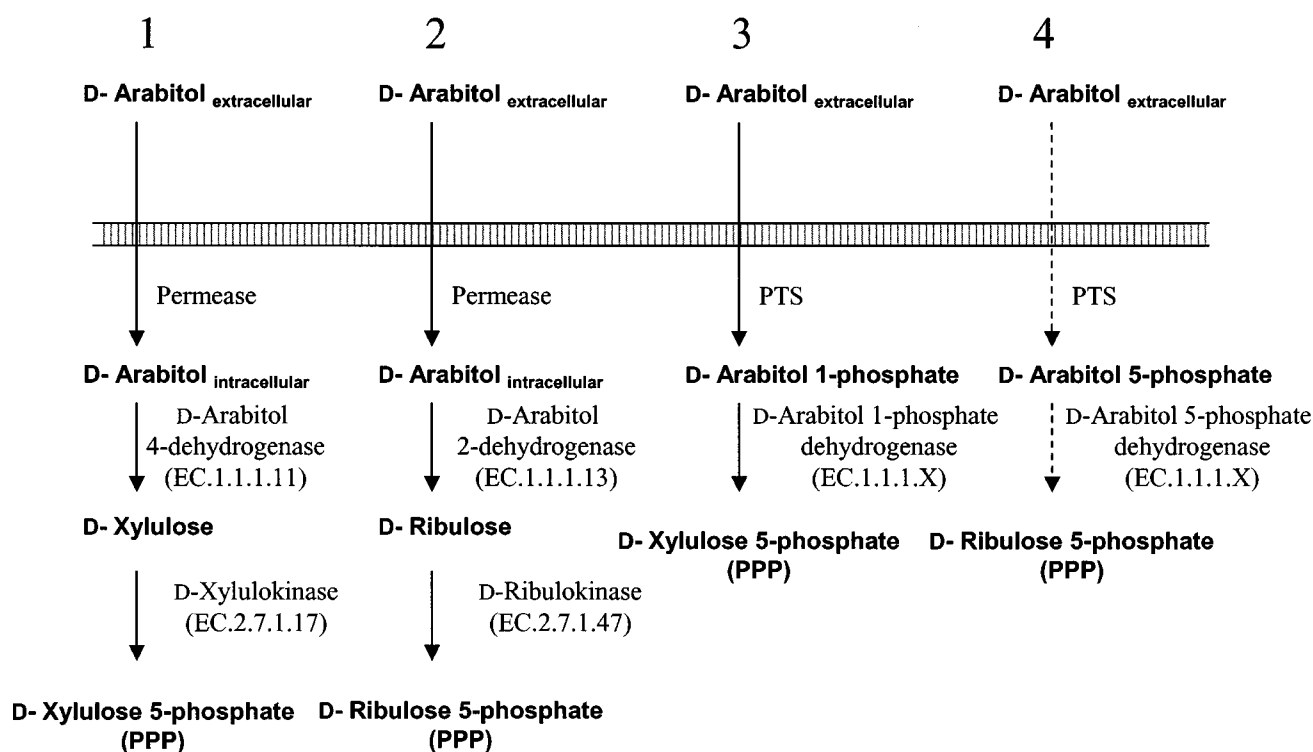 1 2 3 4
D- Arabitol extracellular D- Arabitol extracellular D- Arabitol extracellular D- Arabitol extracellular
Permease Permease PTS PTS
D- Arabitol intracellular D- Arabitol intracellular D- Arabitol 1-phosphate D- Arabitol 5-phosphate
D-Arabitol D-Arabitol D-Arabitol 1-phosphate D-Arabitol 5-phosphate
4-dehydrogenase 2-dehydrogenase dehydrogenase dehydrogenase
(EC.1.1.1.11) (EC.1.1.1.13) (EC.1.1.1.X) (EC.1.1.1.X)
D- Xylulose D- Ribulose D- Xylulose 5-phosphate D- Ribulose 5-phosphate
(PPP) (PPP)
D-Xylulokinase D-Ribulokinase
(EC.2.7.1.17) (EC.2.7.1.47)
D- Xylulose 5-phosphate D- Ribulose 5-phosphate
(PPP) (PPP)